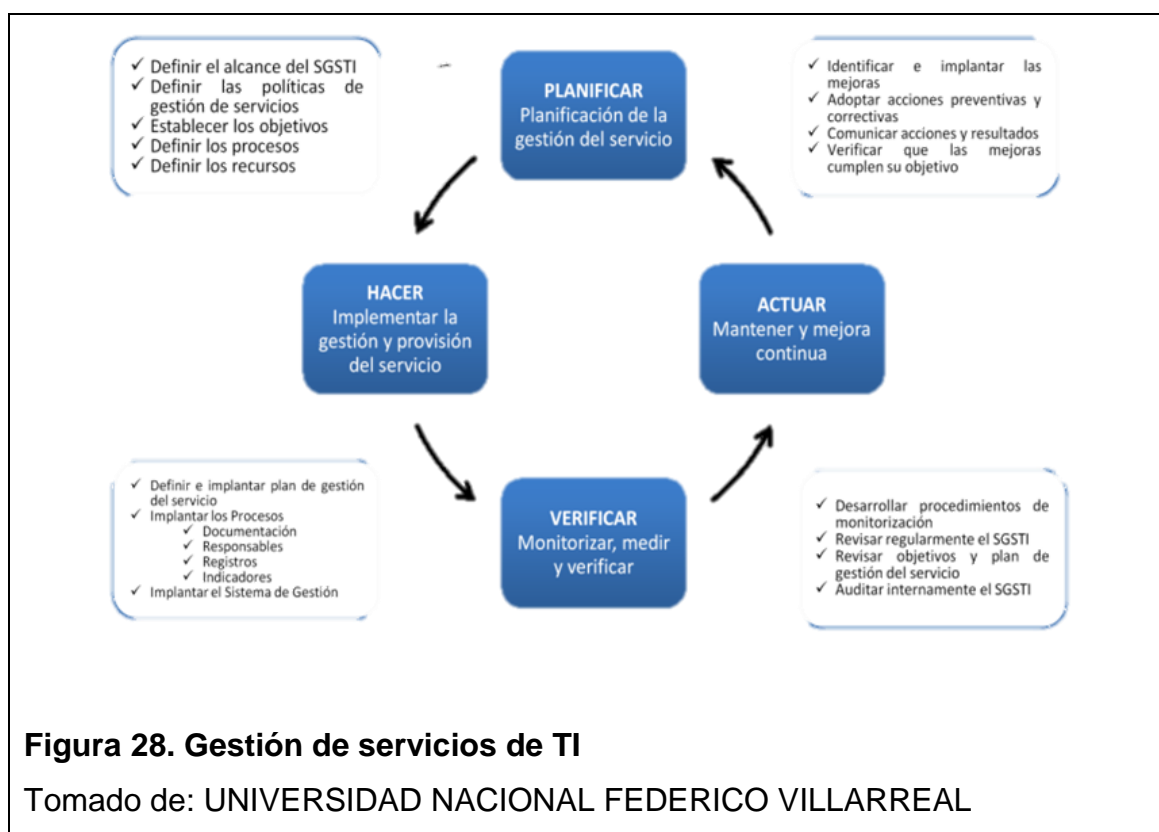 ✓ Definir el alcance del SGSTI
✓ Definir las políticas de
gestión de servicios
✓ Establecer los objetivos
✓ Definir los procesos
✓ Definir los recursos
PLANIFICAR
Planificación de la
gestión del servicio
✓ Identificar e implantar las
mejoras
✓ Adoptar acciones preventivas y
correctivas
✓ Comunicar acciones y resultados
✓ Verificar que las mejoras
cumplen su objetivo
HACER
Implementar la
gestión y provisión
del servicio
ACTUAR
Mantener y mejora
continua
✓ Definir e implantar plan de gestión
del servicio
✓ Implantar los Procesos
✓ Documentación
✓ Responsables
✓ Registros
✓ Indicadores
✓ Implantar el Sistema de Gestión
VERIFICAR
Monitorizar, medir
y verificar
✓ Desarrollar procedimientos de
monitorización
✓ Revisar regularmente el SGSTI
✓ Revisar objetivos y plan de
gestión del servicio
✓ Auditar internamente el SGSTI
Figura 28. Gestión de servicios de TI
Tomado de: UNIVERSIDAD NACIONAL FEDERICO VILLARREAL